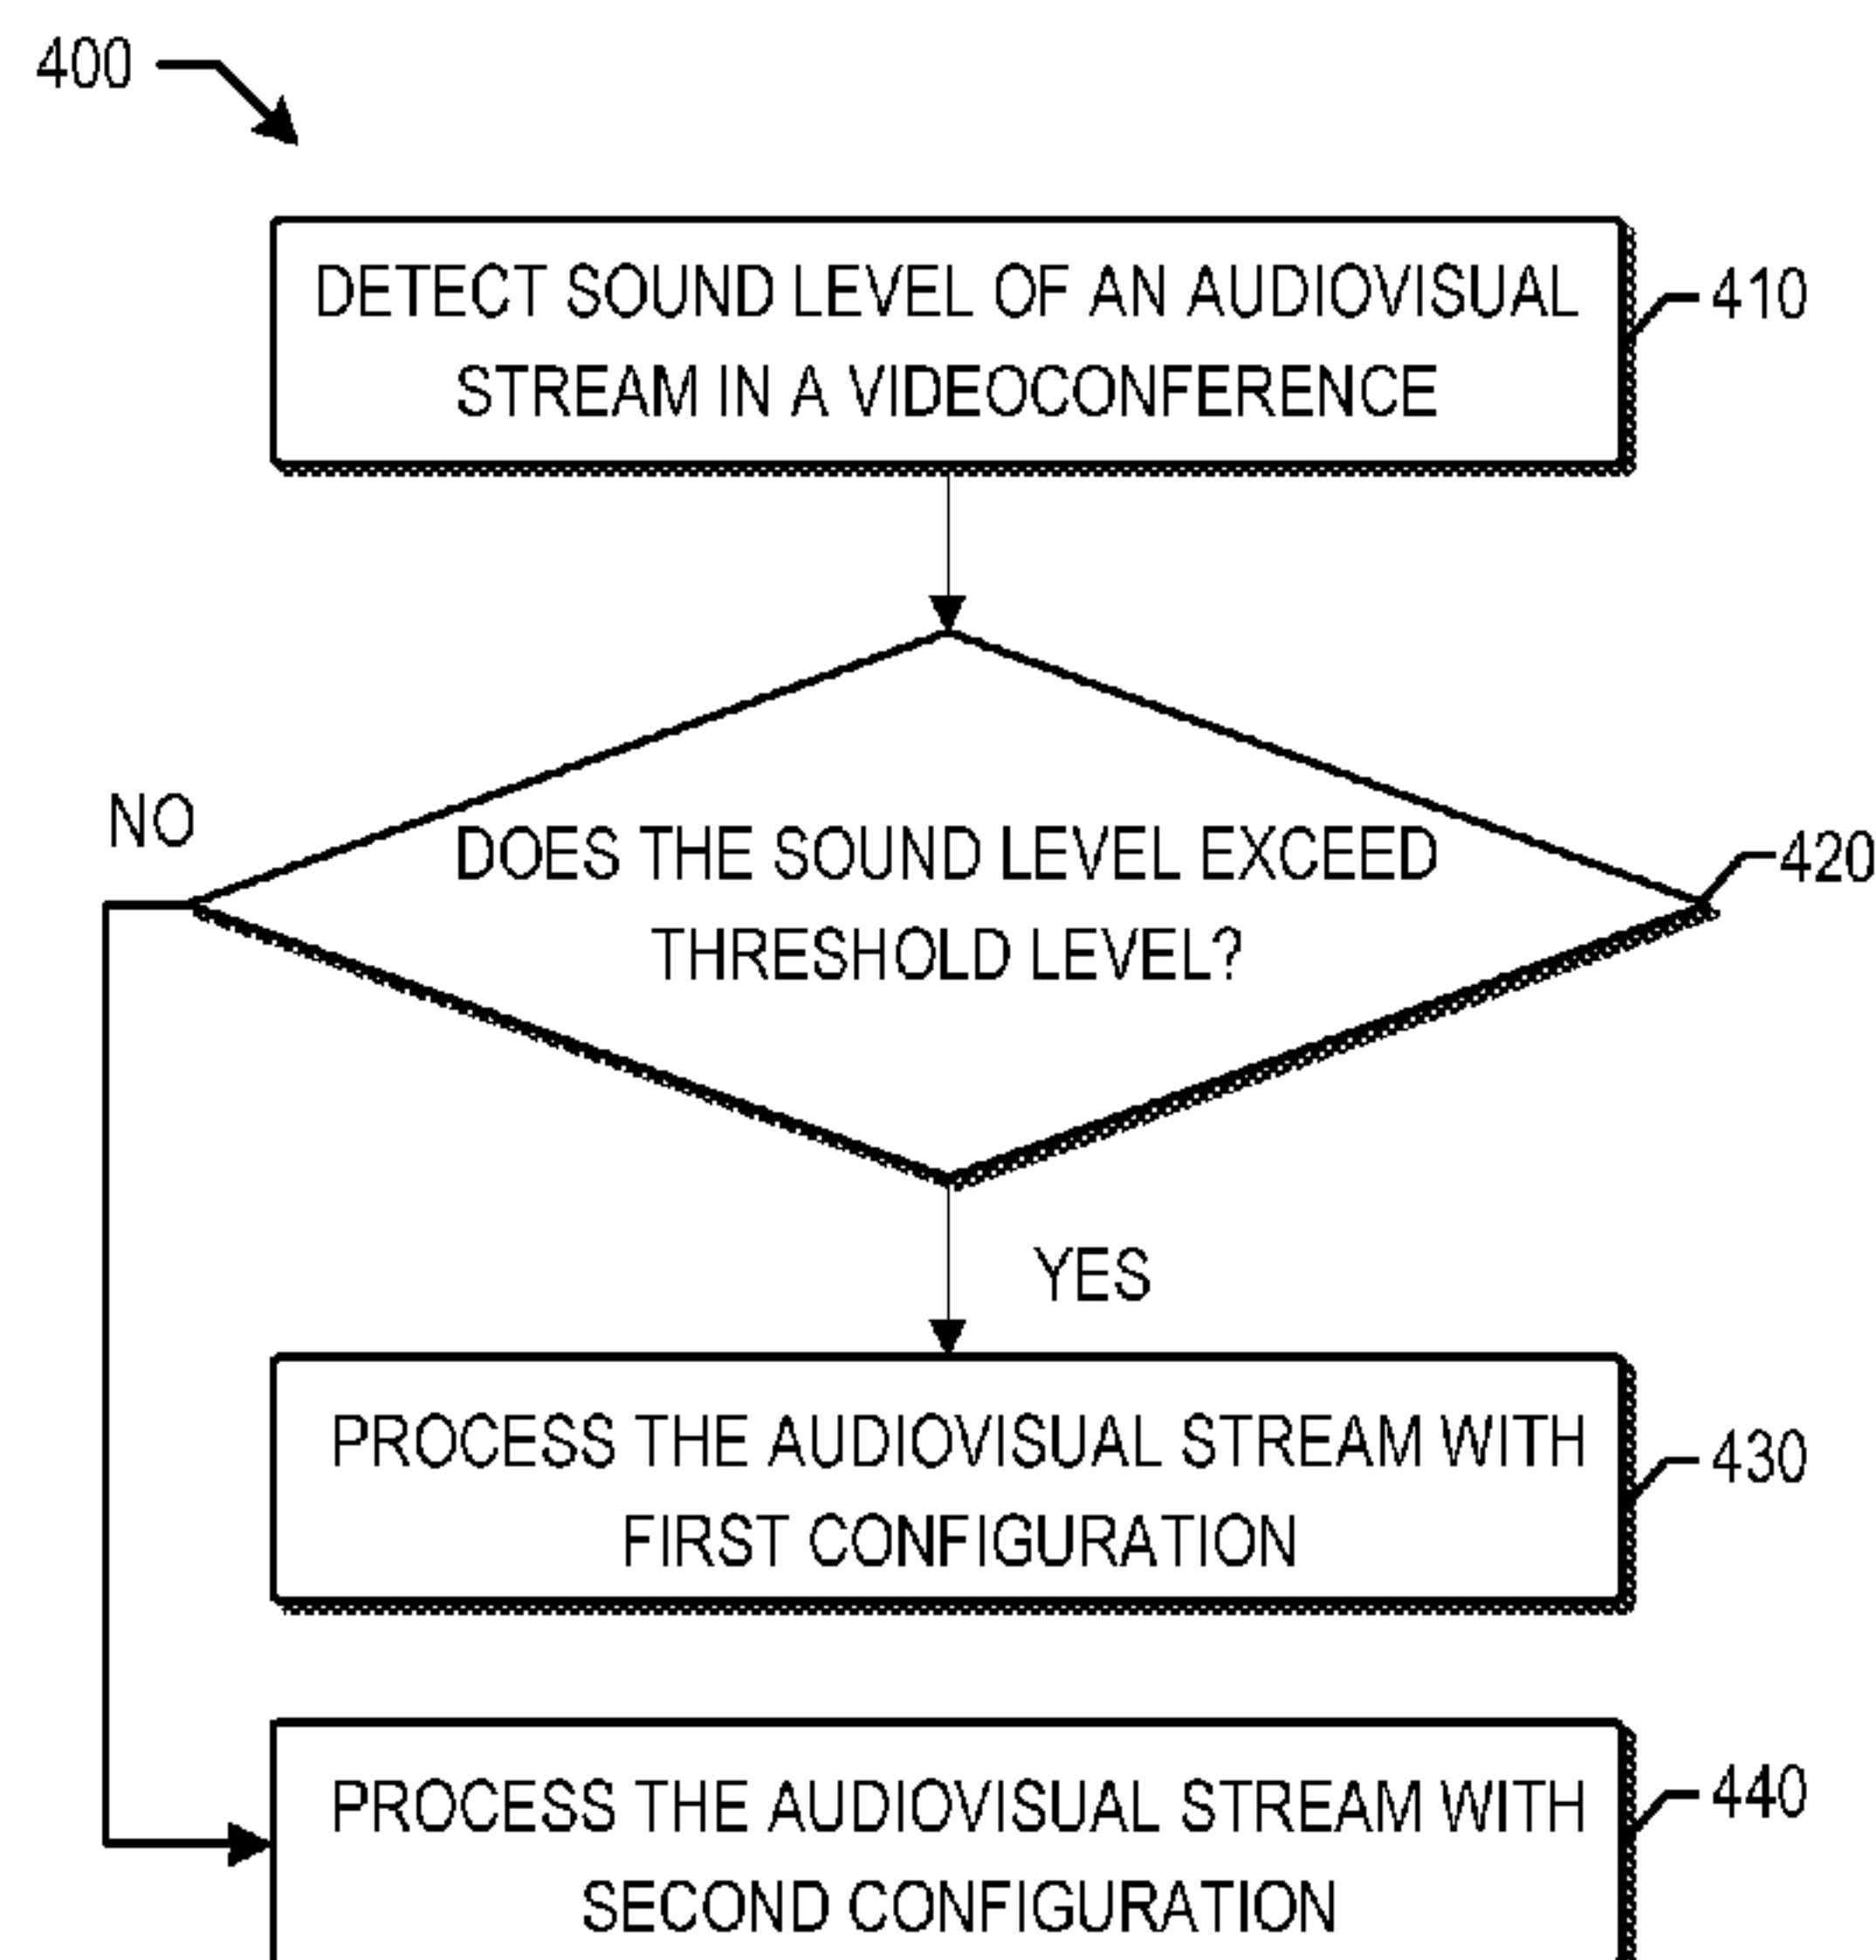 400
DETECT SOUND LEVEL OF AN AUDIOVISUAL
STREAM IN A VIDEOCONFERENCE
410
NO
DOES THE SOUND LEVEL EXCEED
THRESHOLD LEVEL?
420
YES
PROCESS THE AUDIOVISUAL STREAM WITH
FIRST CONFIGURATION
430
PROCESS THE AUDIOVISUAL STREAM WITH
SECOND CONFIGURATION
440